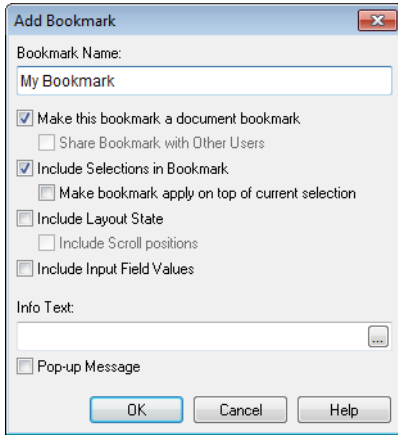 Add Bookmark
Bookmark Name:
My Bookmark
Make this bookmark a document bookmark
Share Bookmark with Other Users
Include Selections in Bookmark
Make bookmark apply on top of current selection
Include Layout State
Include Scroll positions
Include Input Field Values
Info Text:
...
Pop-up Message
OK Cancel Help